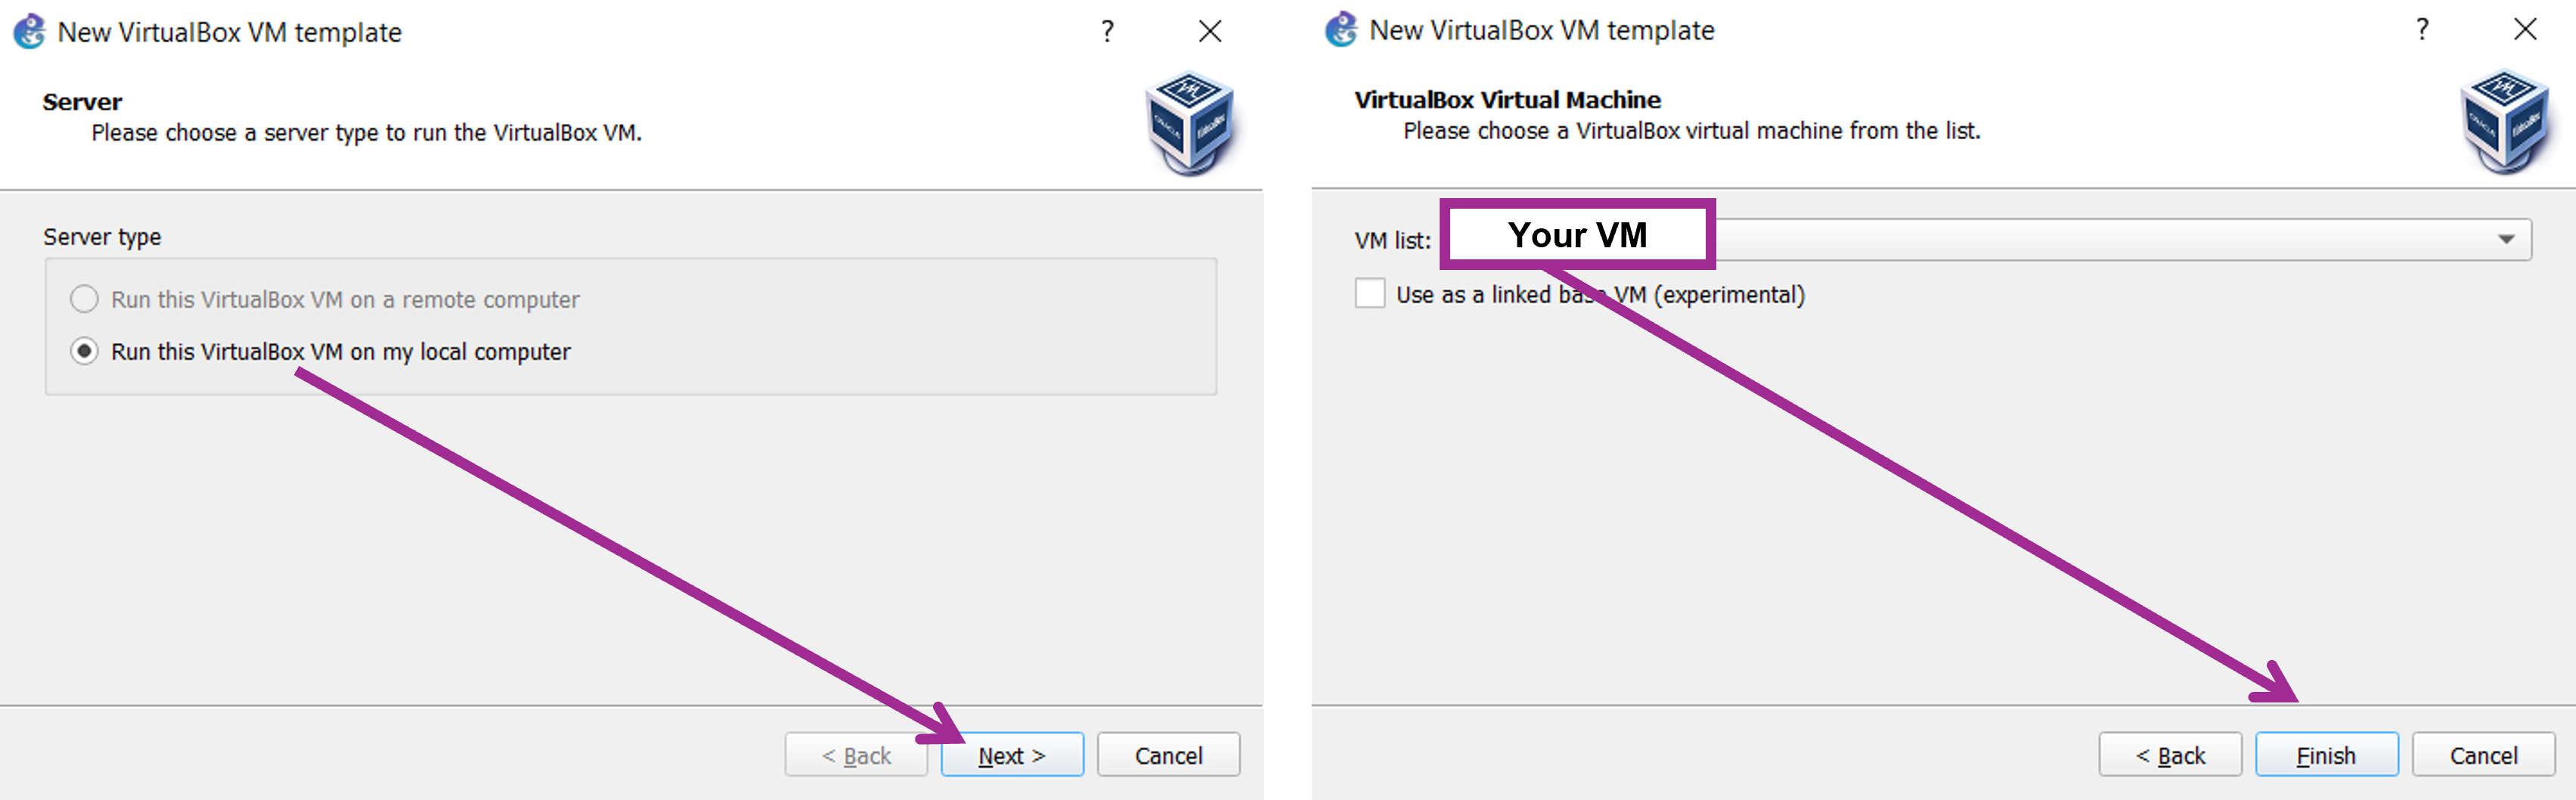 New VirtualBox VM template
?
Server
Please choose a server type to run the VirtualBox VM.
Server type
Run this VirtualBox VM on a remote computer
Run this VirtualBox VM on my local computer
< Back
Next >
Cancel
New VirtualBox VM template
?
VirtualBox Virtual Machine
Please choose a VirtualBox virtual machine from the list.
VM list:
Your VM
Use as a linked base VM (experimental)
< Back
Finish
Cancel